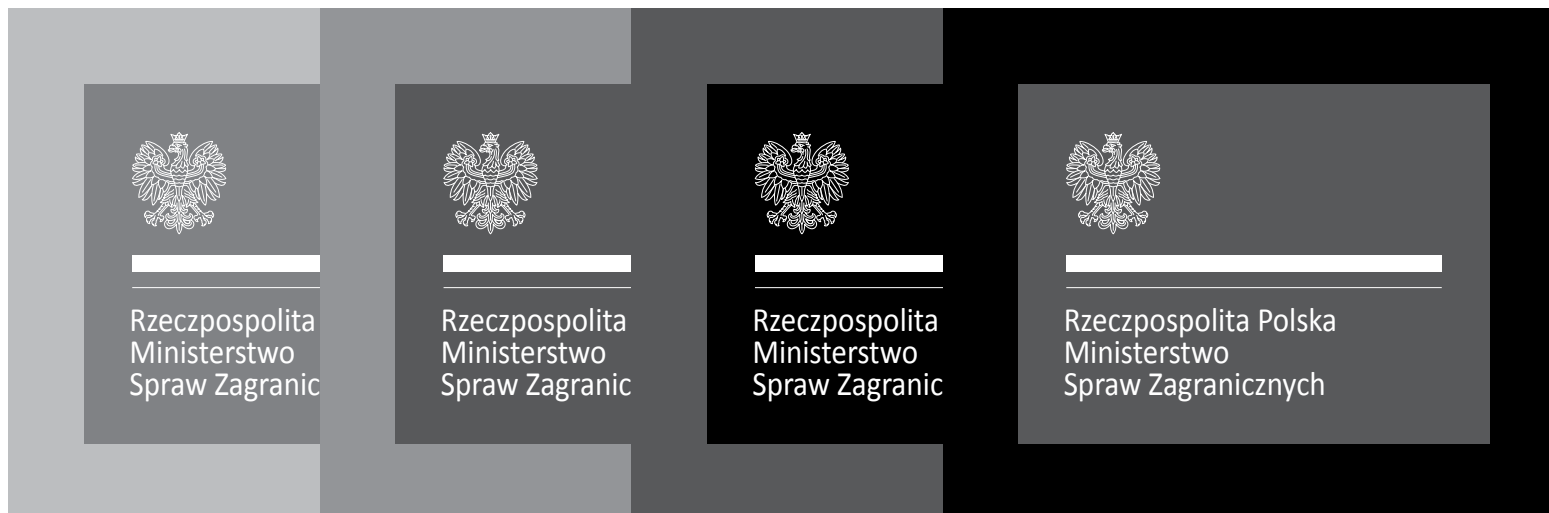 Rzeczpospolita
Ministerstwo
Spraw Zagranic
Rzeczpospolita
Ministerstwo
Spraw Zagranic
Rzeczpospolita
Ministerstwo
Spraw Zagranic
Rzeczpospolita Polska
Ministerstwo
Spraw Zagranicznych